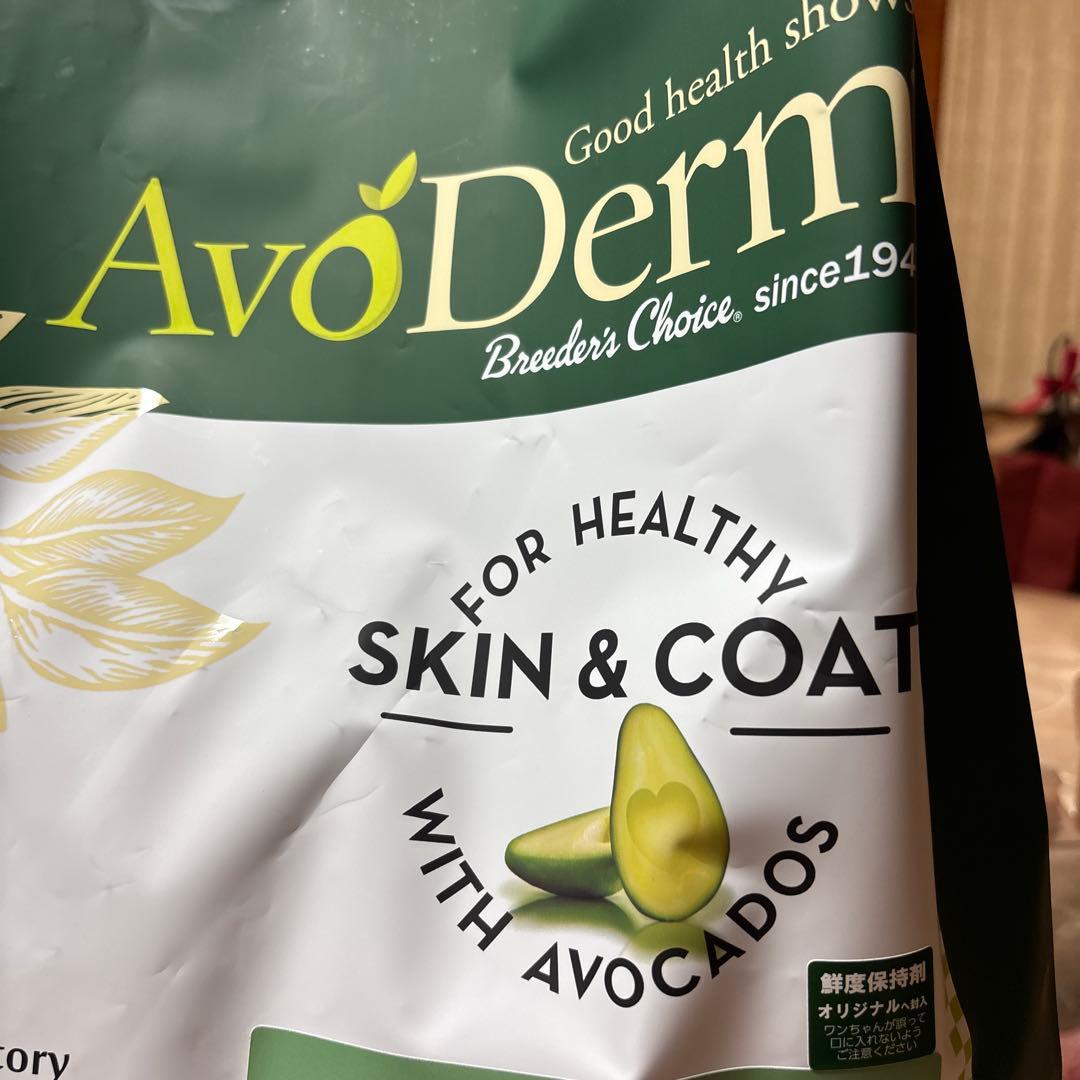 Good health shows
AvoDerm
Breeder's Choice® since 194
FOR HEALTHY
SKIN & COAT
WITH AVOCADOS
鮮度保持剤
オリジナルへ封入
ワンちゃんが誤って
口に入れないよう
ご注意ください
tory